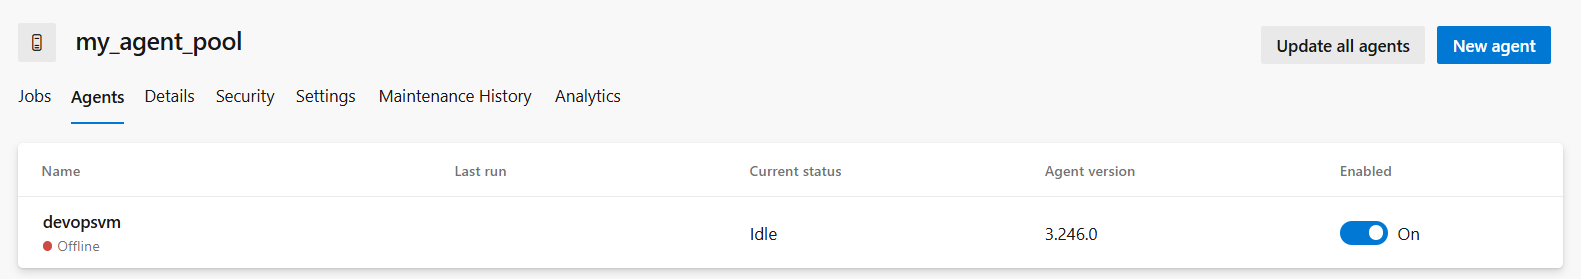 my_agent_pool
Update all agents
New agent
Jobs Agents Details Security Settings Maintenance History Analytics
Name Last run Current status Agent version Enabled
devopsvm
Offline
Idle 3.246.0 On